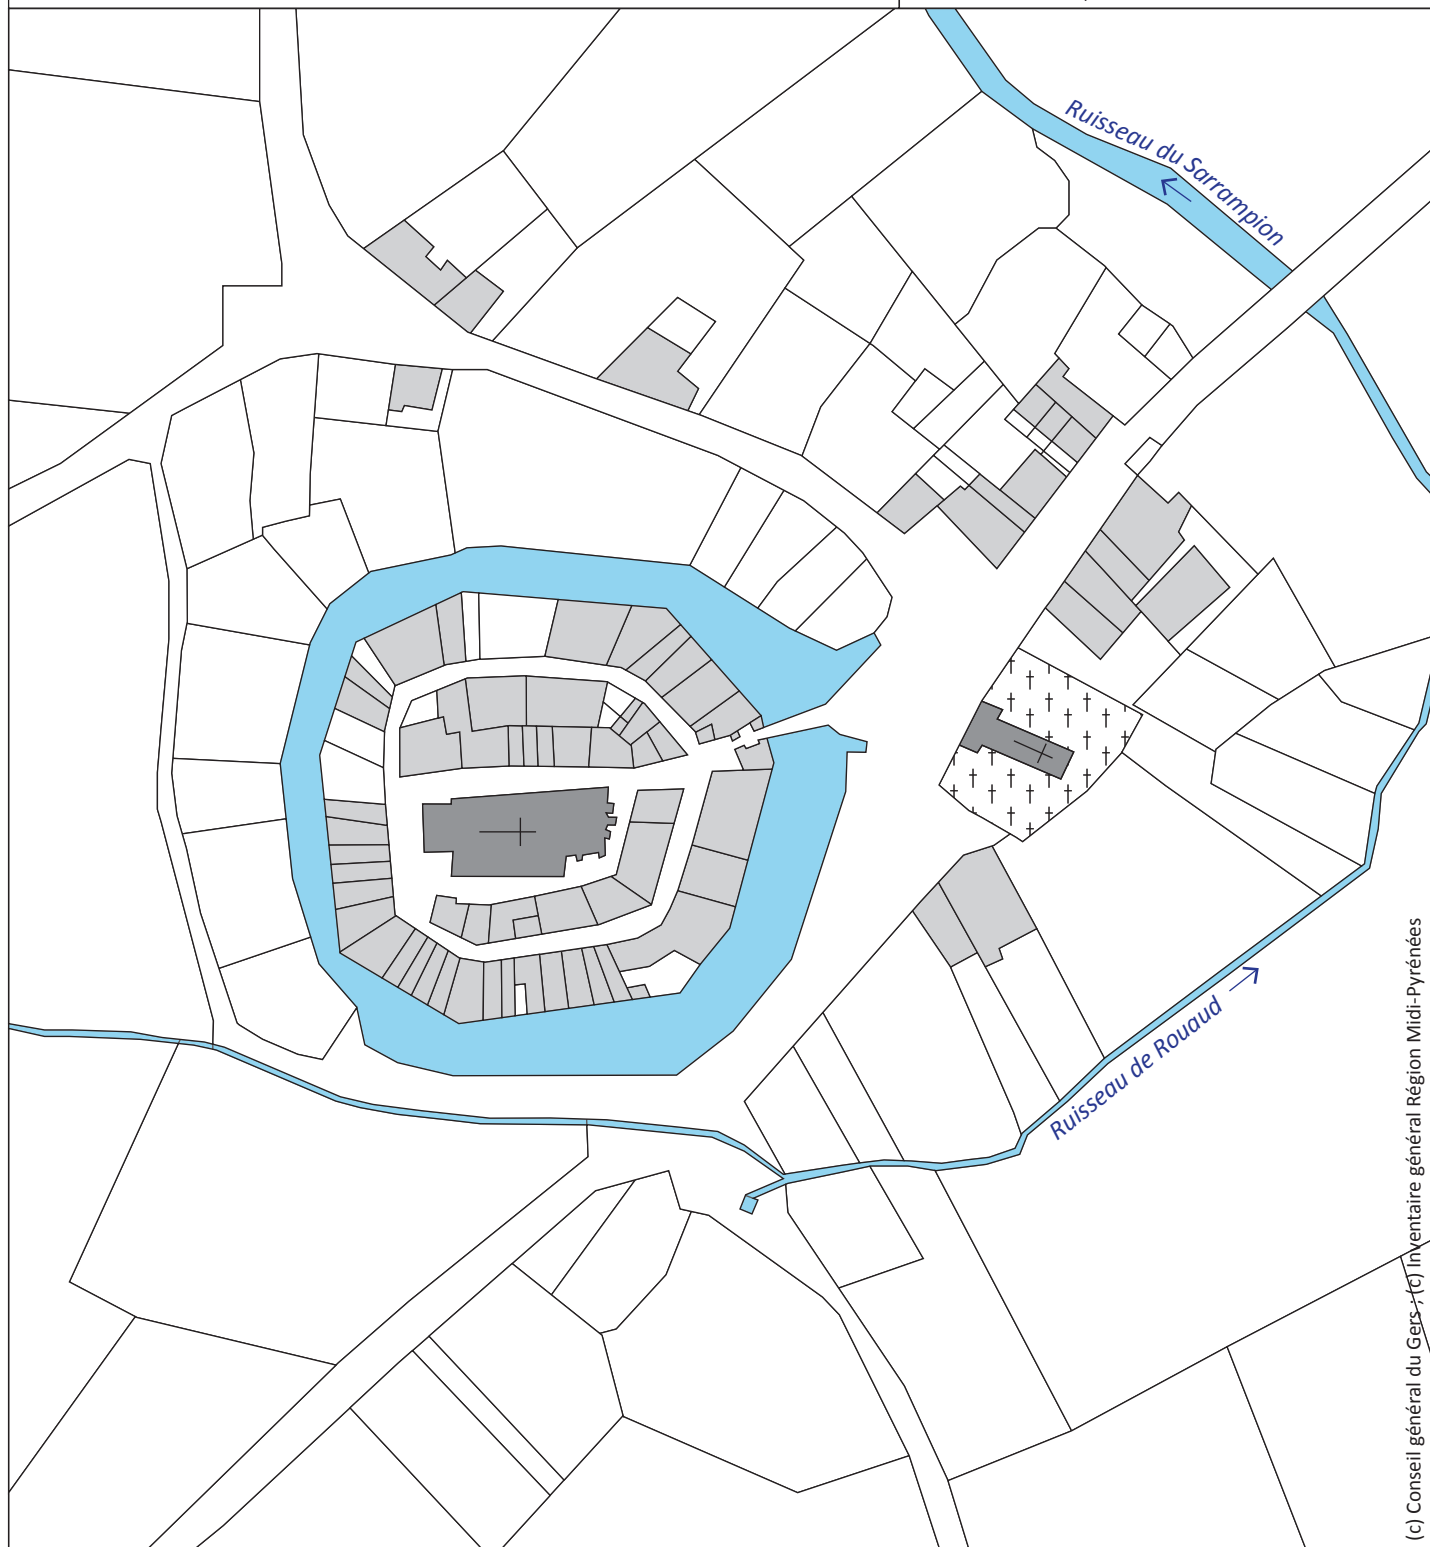 Ruisseau du Sarrampion
Ruisseau de Rouaud
(c) Conseil général du Gers ; (c) Inventaire général Région Midi-Pyrénées